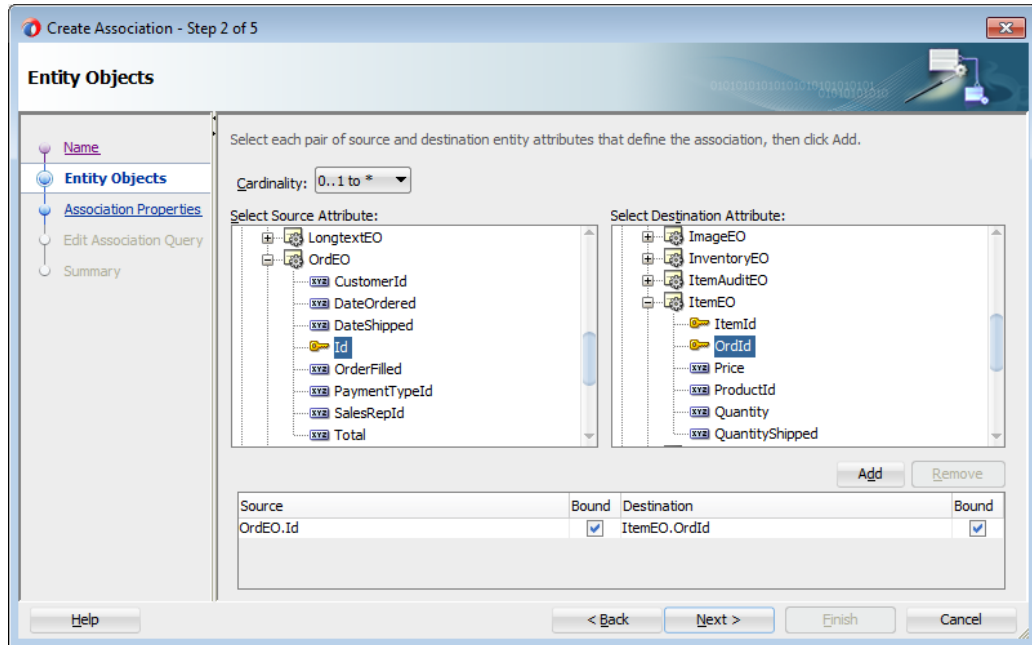 Create Association - Step 2 of 5
Entity Objects
010101010101010101010101
01010101010
Name
Entity Objects
Association Properties
Edit Association Query
Summary
Select each pair of source and destination entity attributes that define the association, then click Add.
Cardinality: 0..1 to *
Select Source Attribute:
LongtextEO
OrdEO
CustomerId
DateOrdered
DateShipped
Id
OrderFilled
PaymentTypeId
SalesRepId
Total
Select Destination Attribute:
ImageEO
InventoryEO
ItemAuditEO
ItemEO
ItemId
OrdId
Price
ProductId
Quantity
QuantityShipped
Add Remove
Source Bound Destination Bound
OrdEO.Id ItemEO.OrdId
Help < Back Next > Finish Cancel